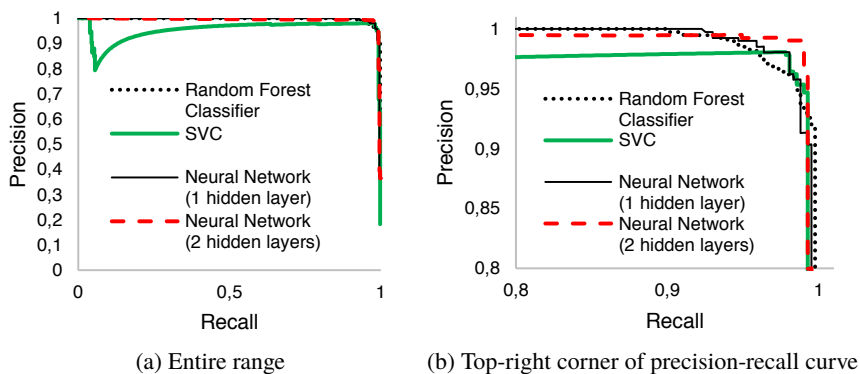 1
0,9
0,8
0,7
0,6
0,5
0,4
0,3
0,2
0,1
0
Precision
Random Forest
Classifier
SVC
Neural Network
(1 hidden layer)
Neural Network
(2 hidden layers)
0
0,5
1
Recall
(a) Entire range
1
0,95
0,9
0,85
0,8
Precision
Random Forest
Classifier
SVC
Neural Network
(1 hidden layer)
Neural Network
(2 hidden layers)
0,8
0,9
1
Recall
(b) Top-right corner of precision-recall curve